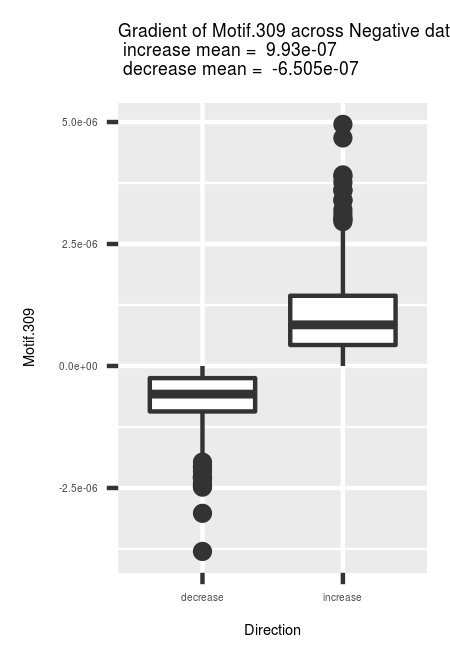 Gradient of Motif.309 across Negative dat
increase mean =  9.93e-07
decrease mean =  -6.505e-07
5.0e-06
2.5e-06
0.0e+00
-2.5e-06
Motif.309
decrease
increase
Direction